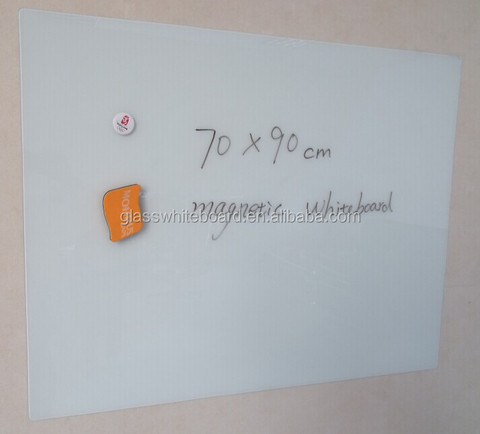 70 x 90 cm
magnetic whiteboard
glasswhiteboard.en.alibaba.com